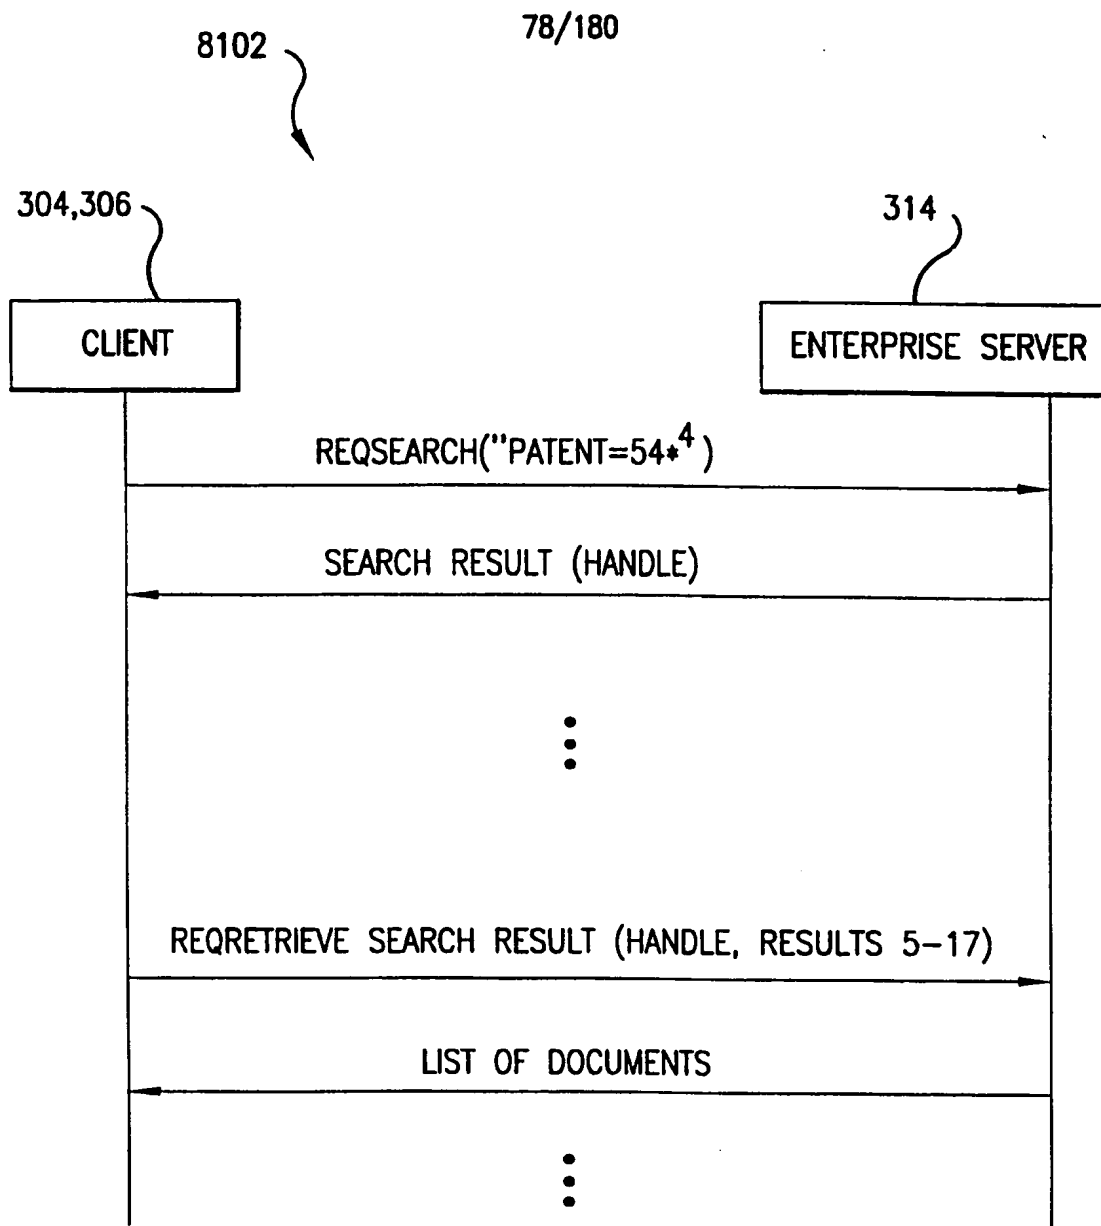 78/180
8102
304,306
314
CLIENT
ENTERPRISE SERVER
REQSEARCH("PATENT=54*4)
SEARCH RESULT (HANDLE)
REQRETRIEVE SEARCH RESULT (HANDLE, RESULTS 5-17)
LIST OF DOCUMENTS